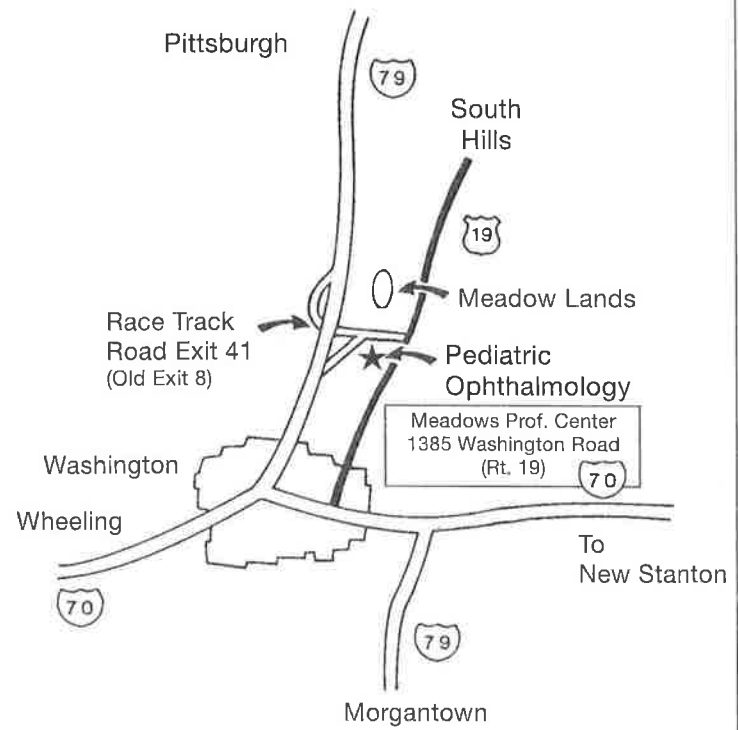 Pittsburgh
79
South
Hills
19
Meadow Lands
Race Track
Road Exit 41
(Old Exit 8)
Pediatric
Ophthalmology
Meadows Prof. Center
1385 Washington Road
(Rt. 19)
70
Washington
Wheeling
To
New Stanton
70
79
Morgantown